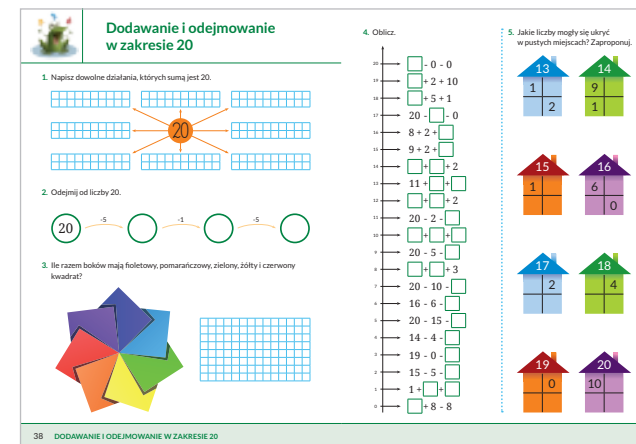 Dodawanie i odejmowanie
w zakresie 20
1. Napisz dowolne działania, których sumą jest 20.
20
2. Odejmij od liczby 20.
20 -5 -1 -5
3. Ile razem boków mają fioletowy, pomarańczowy, zielony, żółty i czerwony
kwadrat?
4. Oblicz.
20 □ - 0 - 0
19 □ + 2 + 10
18 □ + 5 + 1
17 20 - □ - 0
16 8 + 2 + □
15 9 + 2 + □
14 □ + □ + 2
13 11 + □ + □
12 □ + □ + 2
11 20 - 2 - □
10 □ + □ + □
9 20 - 5 - □
8 □ + □ + 3
7 20 - 10 - □
6 16 - 6 - □
5 20 - 15 - □
4 14 - 4 - □
3 19 - 0 - □
2 15 - 5 - □
1 1 + □ + □
0 □ + 8 - 8
5. Jakie liczby mogły się ukryć
w pustych miejscach? Zaproponuj.
13 14
1 9
2 1
15 16
1 6
0
17 18
2 4
19 20
0 10
38 DODAWANIE I ODEJMOWANIE W ZAKRESIE 20